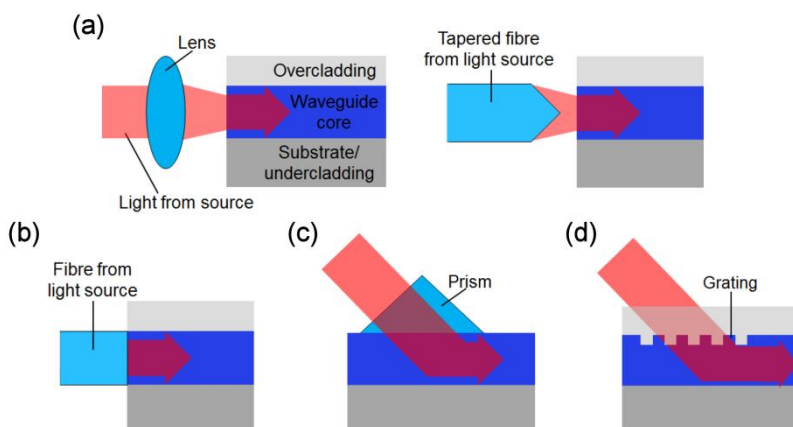 (a)
Lens
Overcladding
Waveguide
core
Substrate/
undercladding
Light from source
Tapered fibre
from light source
(b)
Fibre from
light source
(c)
Prism
(d)
Grating